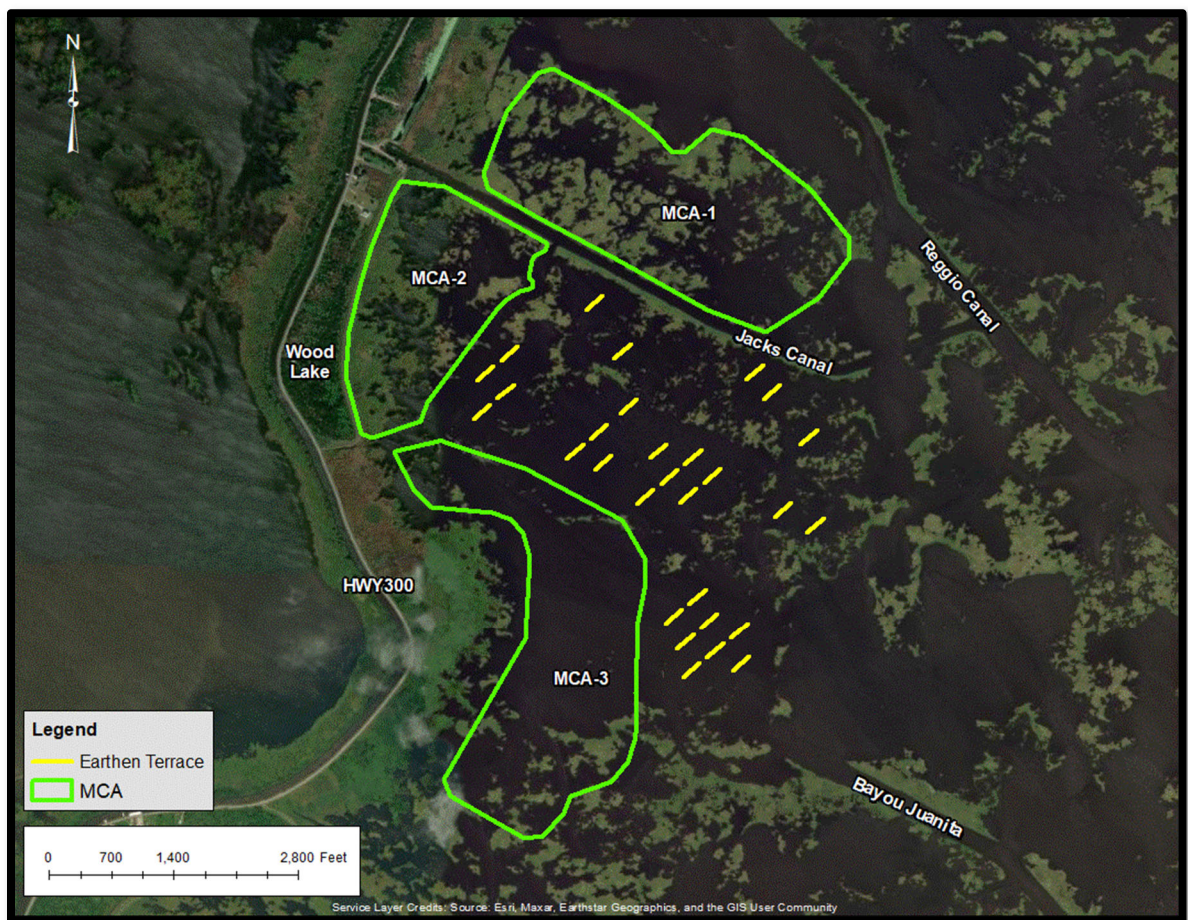 N
MCA-1
MCA-2
Reggio Canal
Jacks Canal
Wood
Lake
HWY300
MCA-3
Bayou Juanita
Legend
Earthen Terrace
MCA
0 700 1,400 2,800 Feet
Service Layer Credits: Source: Esri, Maxar, Earthstar Geographics, and the GIS User Community